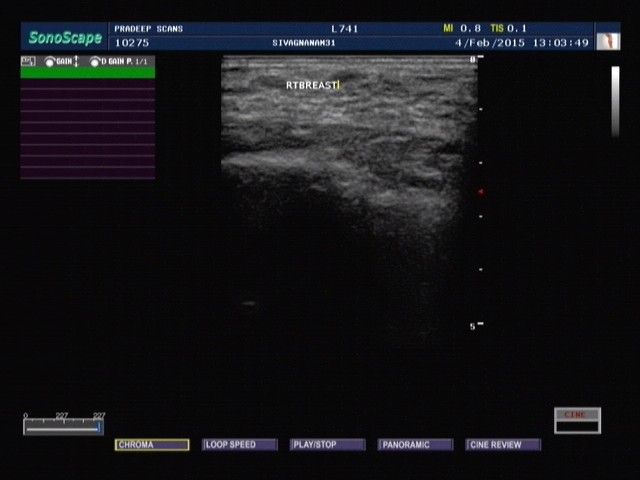 SonoScape
PRADEEP SCANS L741 MI 0.8 TIS 0.1
10275 SIVAGNANAM31 4/Feb/2015 13:03:49
GAIN D GAIN P. 1/1
0
RTBREAST
5
0 227 227
CINE
CHROMA LOOP SPEED PLAY/STOP PANORAMIC CINE REVIEW